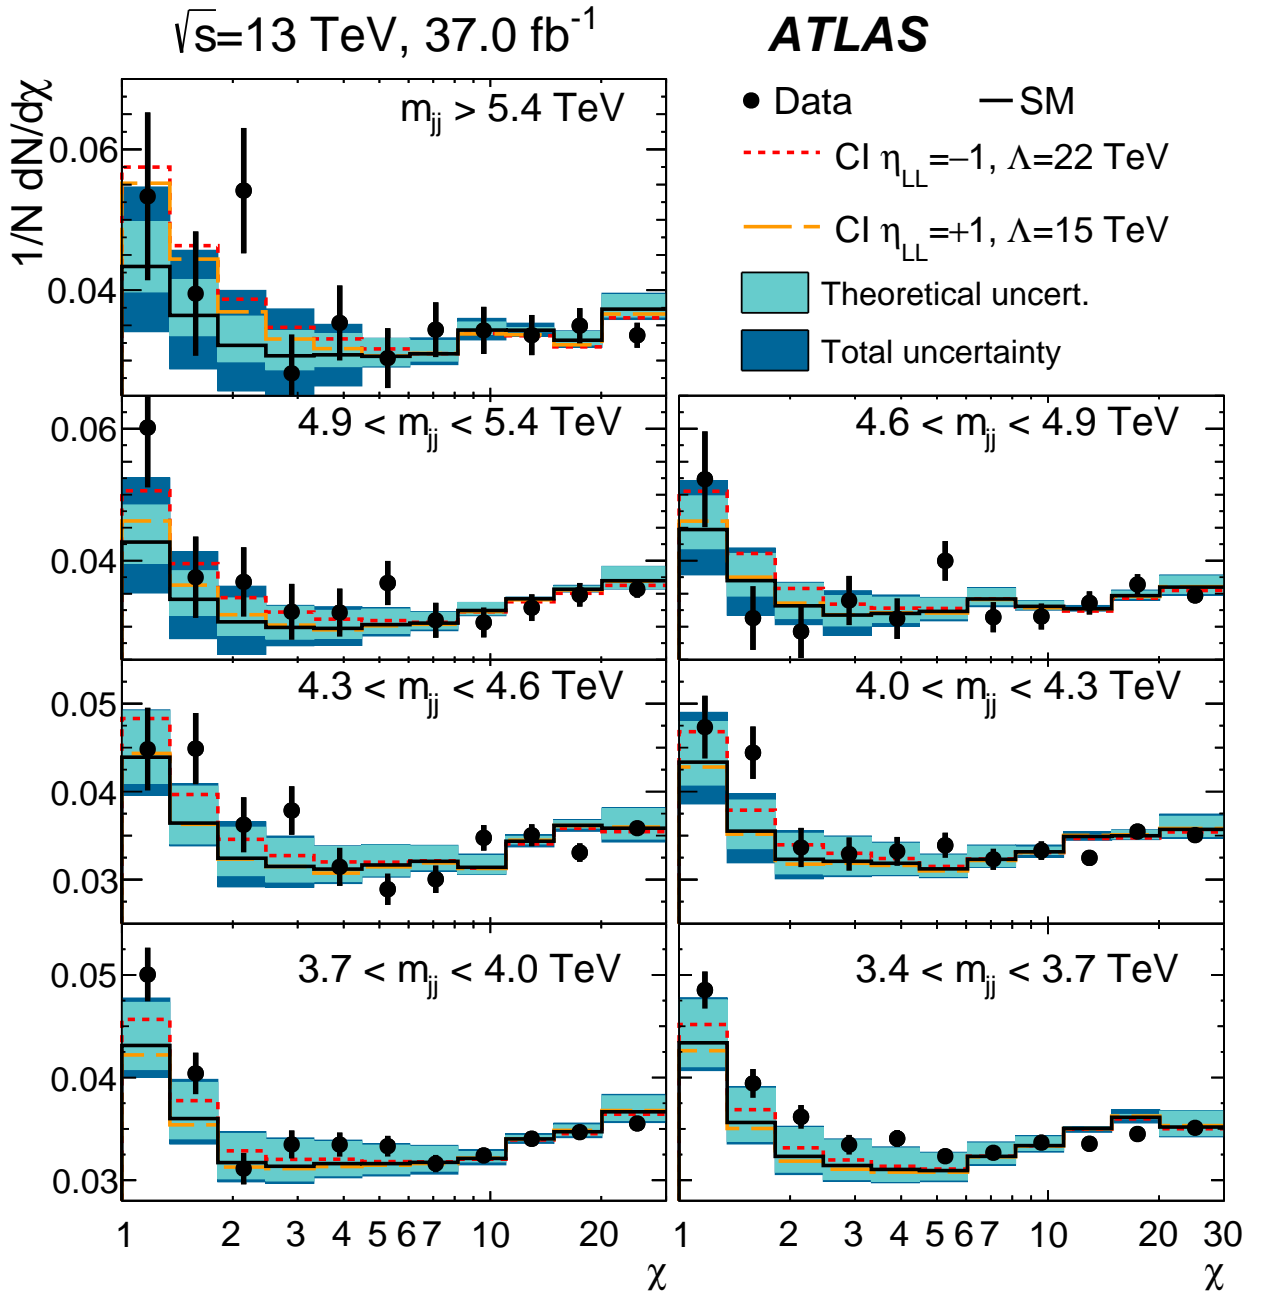 √s=13 TeV, 37.0 fb⁻¹
ATLAS
1/N dN/dχ
m_jj > 5.4 TeV
0.06
0.04
Data
SM
CI η_LL=−1, Λ=22 TeV
CI η_LL=+1, Λ=15 TeV
Theoretical uncert.
Total uncertainty
4.9 < m_jj < 5.4 TeV
0.06
0.04
4.6 < m_jj < 4.9 TeV
4.3 < m_jj < 4.6 TeV
0.05
0.04
0.03
4.0 < m_jj < 4.3 TeV
3.7 < m_jj < 4.0 TeV
0.05
0.04
0.03
3.4 < m_jj < 3.7 TeV
1 2 3 4 5 6 7 10 20
χ
1 2 3 4 5 6 7 10 20 30
χ